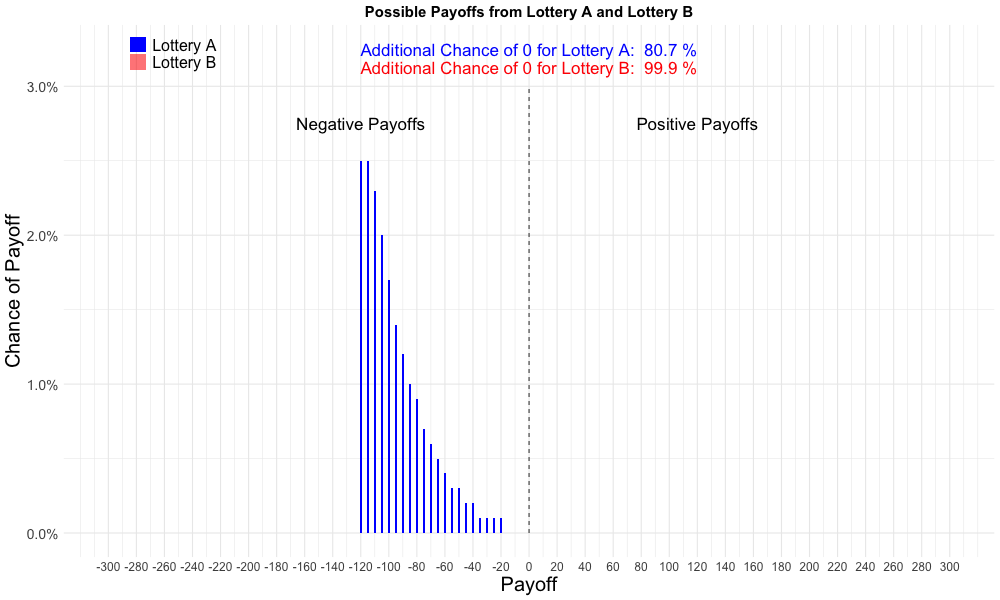 Possible Payoffs from Lottery A and Lottery B
Lottery A
Lottery B
Additional Chance of 0 for Lottery A: 80.7 %
Additional Chance of 0 for Lottery B: 99.9 %
Negative Payoffs
Positive Payoffs
Chance of Payoff
3.0%
2.0%
1.0%
0.0%
-300 -280 -260 -240 -220 -200 -180 -160 -140 -120 -100 -80 -60 -40 -20 0 20 40 60 80 100 120 140 160 180 200 220 240 260 280 300
Payoff